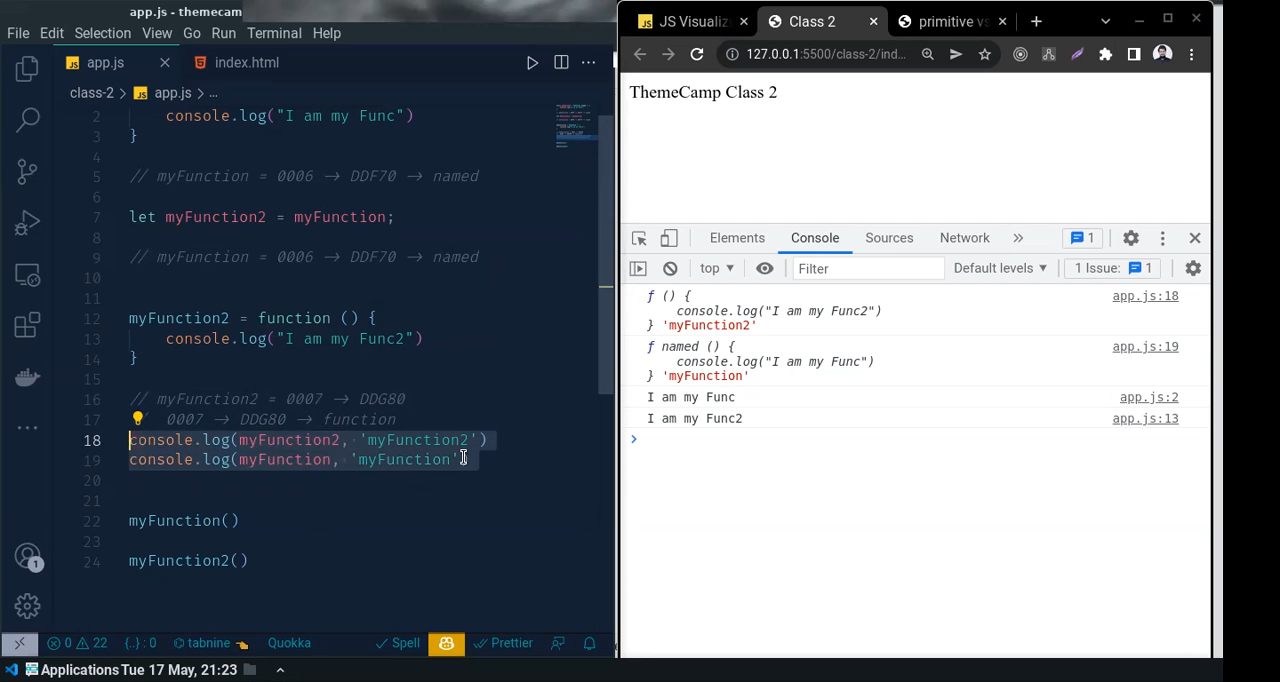 app.js - themecam
File Edit Selection View Go Run Terminal Help
JS app.js
index.html
class-2 > JS app.js > ...
2 console.log("I am my Func")
3 }
4
5 // myFunction = 0006 → DDF70 → named
6
7 let myFunction2 = myFunction;
8
9 // myFunction = 0006 → DDF70 → named
10
11
12 myFunction2 = function () {
13 console.log("I am my Func2")
14 }
15
16 // myFunction2 = 0007 → DDG80
17 0007 → DDG80 → function
18 console.log(myFunction2, 'myFunction2')
19 console.log(myFunction, 'myFunction'
20
21
22 myFunction()
23
24 myFunction2()
1
0 22 {..} : 0 tabnine Quokka Spell Prettier
Applications Tue 17 May, 21:23
JS JS Visualiz
Class 2
primitive vs
127.0.0.1:5500/class-2/ind...
ThemeCamp Class 2
Elements Console Sources Network 1
top Filter Default levels 1 Issue: 1
ƒ () { app.js:18
console.log("I am my Func2")
} 'myFunction2'
ƒ named () { app.js:19
console.log("I am my Func")
} 'myFunction'
I am my Func app.js:2
I am my Func2 app.js:13
>